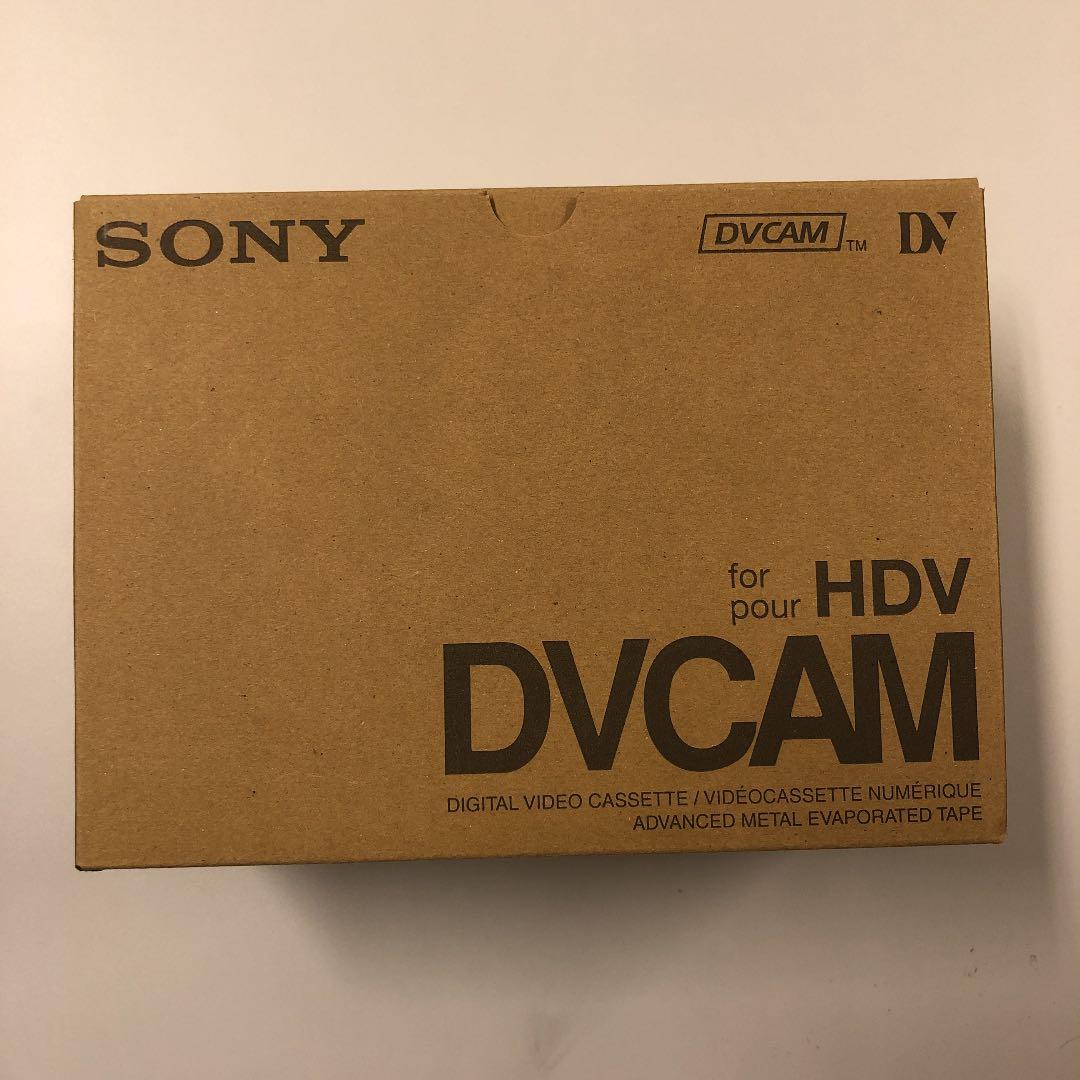 SONY
DVCAM TM DV
for
pour HDV
DVCAM
DIGITAL VIDEO CASSETTE / VIDÉOCASSETTE NUMÉRIQUE
ADVANCED METAL EVAPORATED TAPE